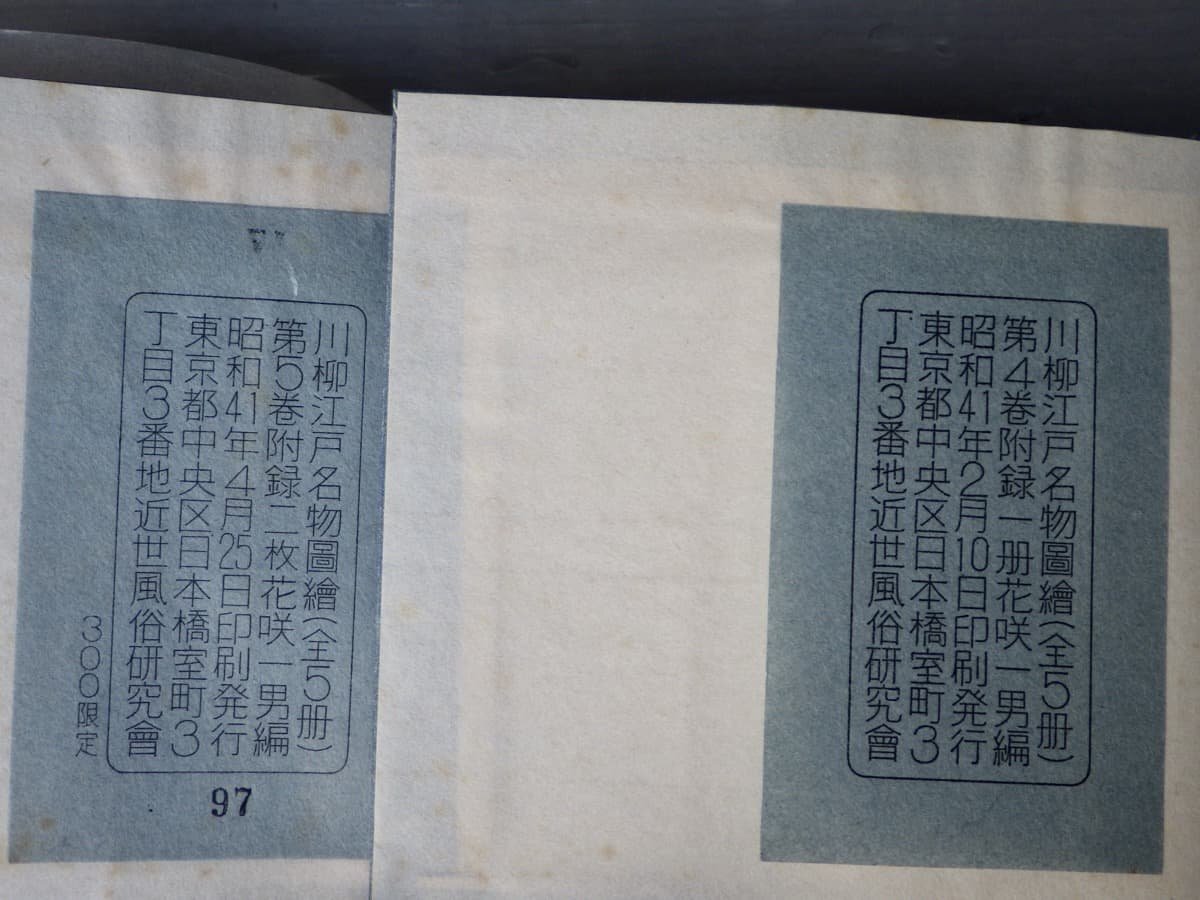 川柳江戸名物圖繪(全5册)
第4巻附録一册花咲一男編
昭和41年2月10日印刷発行
東京都中央区日本橋室町3
丁目3番地近世風俗研究會
川柳江戸名物圖繪(全5册)
第5巻附録二枚花咲一男編
昭和41年4月25日印刷発行
東京都中央区日本橋室町3
丁目3番地近世風俗研究會
300限定
97